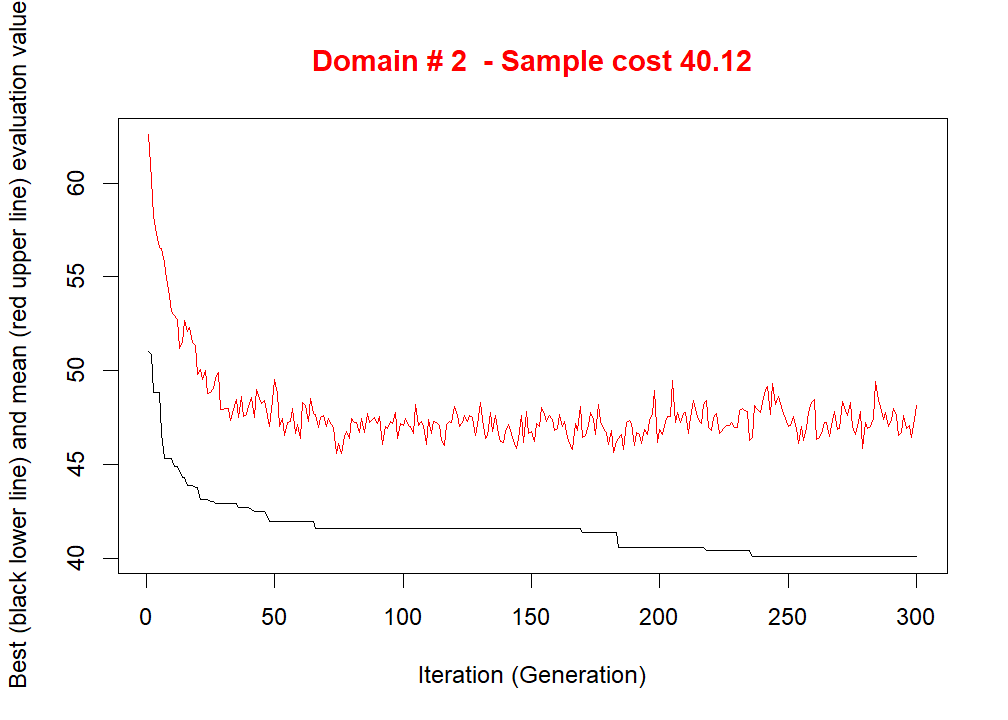 Domain # 2  - Sample cost 40.12
Best (black lower line) and mean (red upper line) evaluation value
60
55
50
45
40
0 50 100 150 200 250 300
Iteration (Generation)